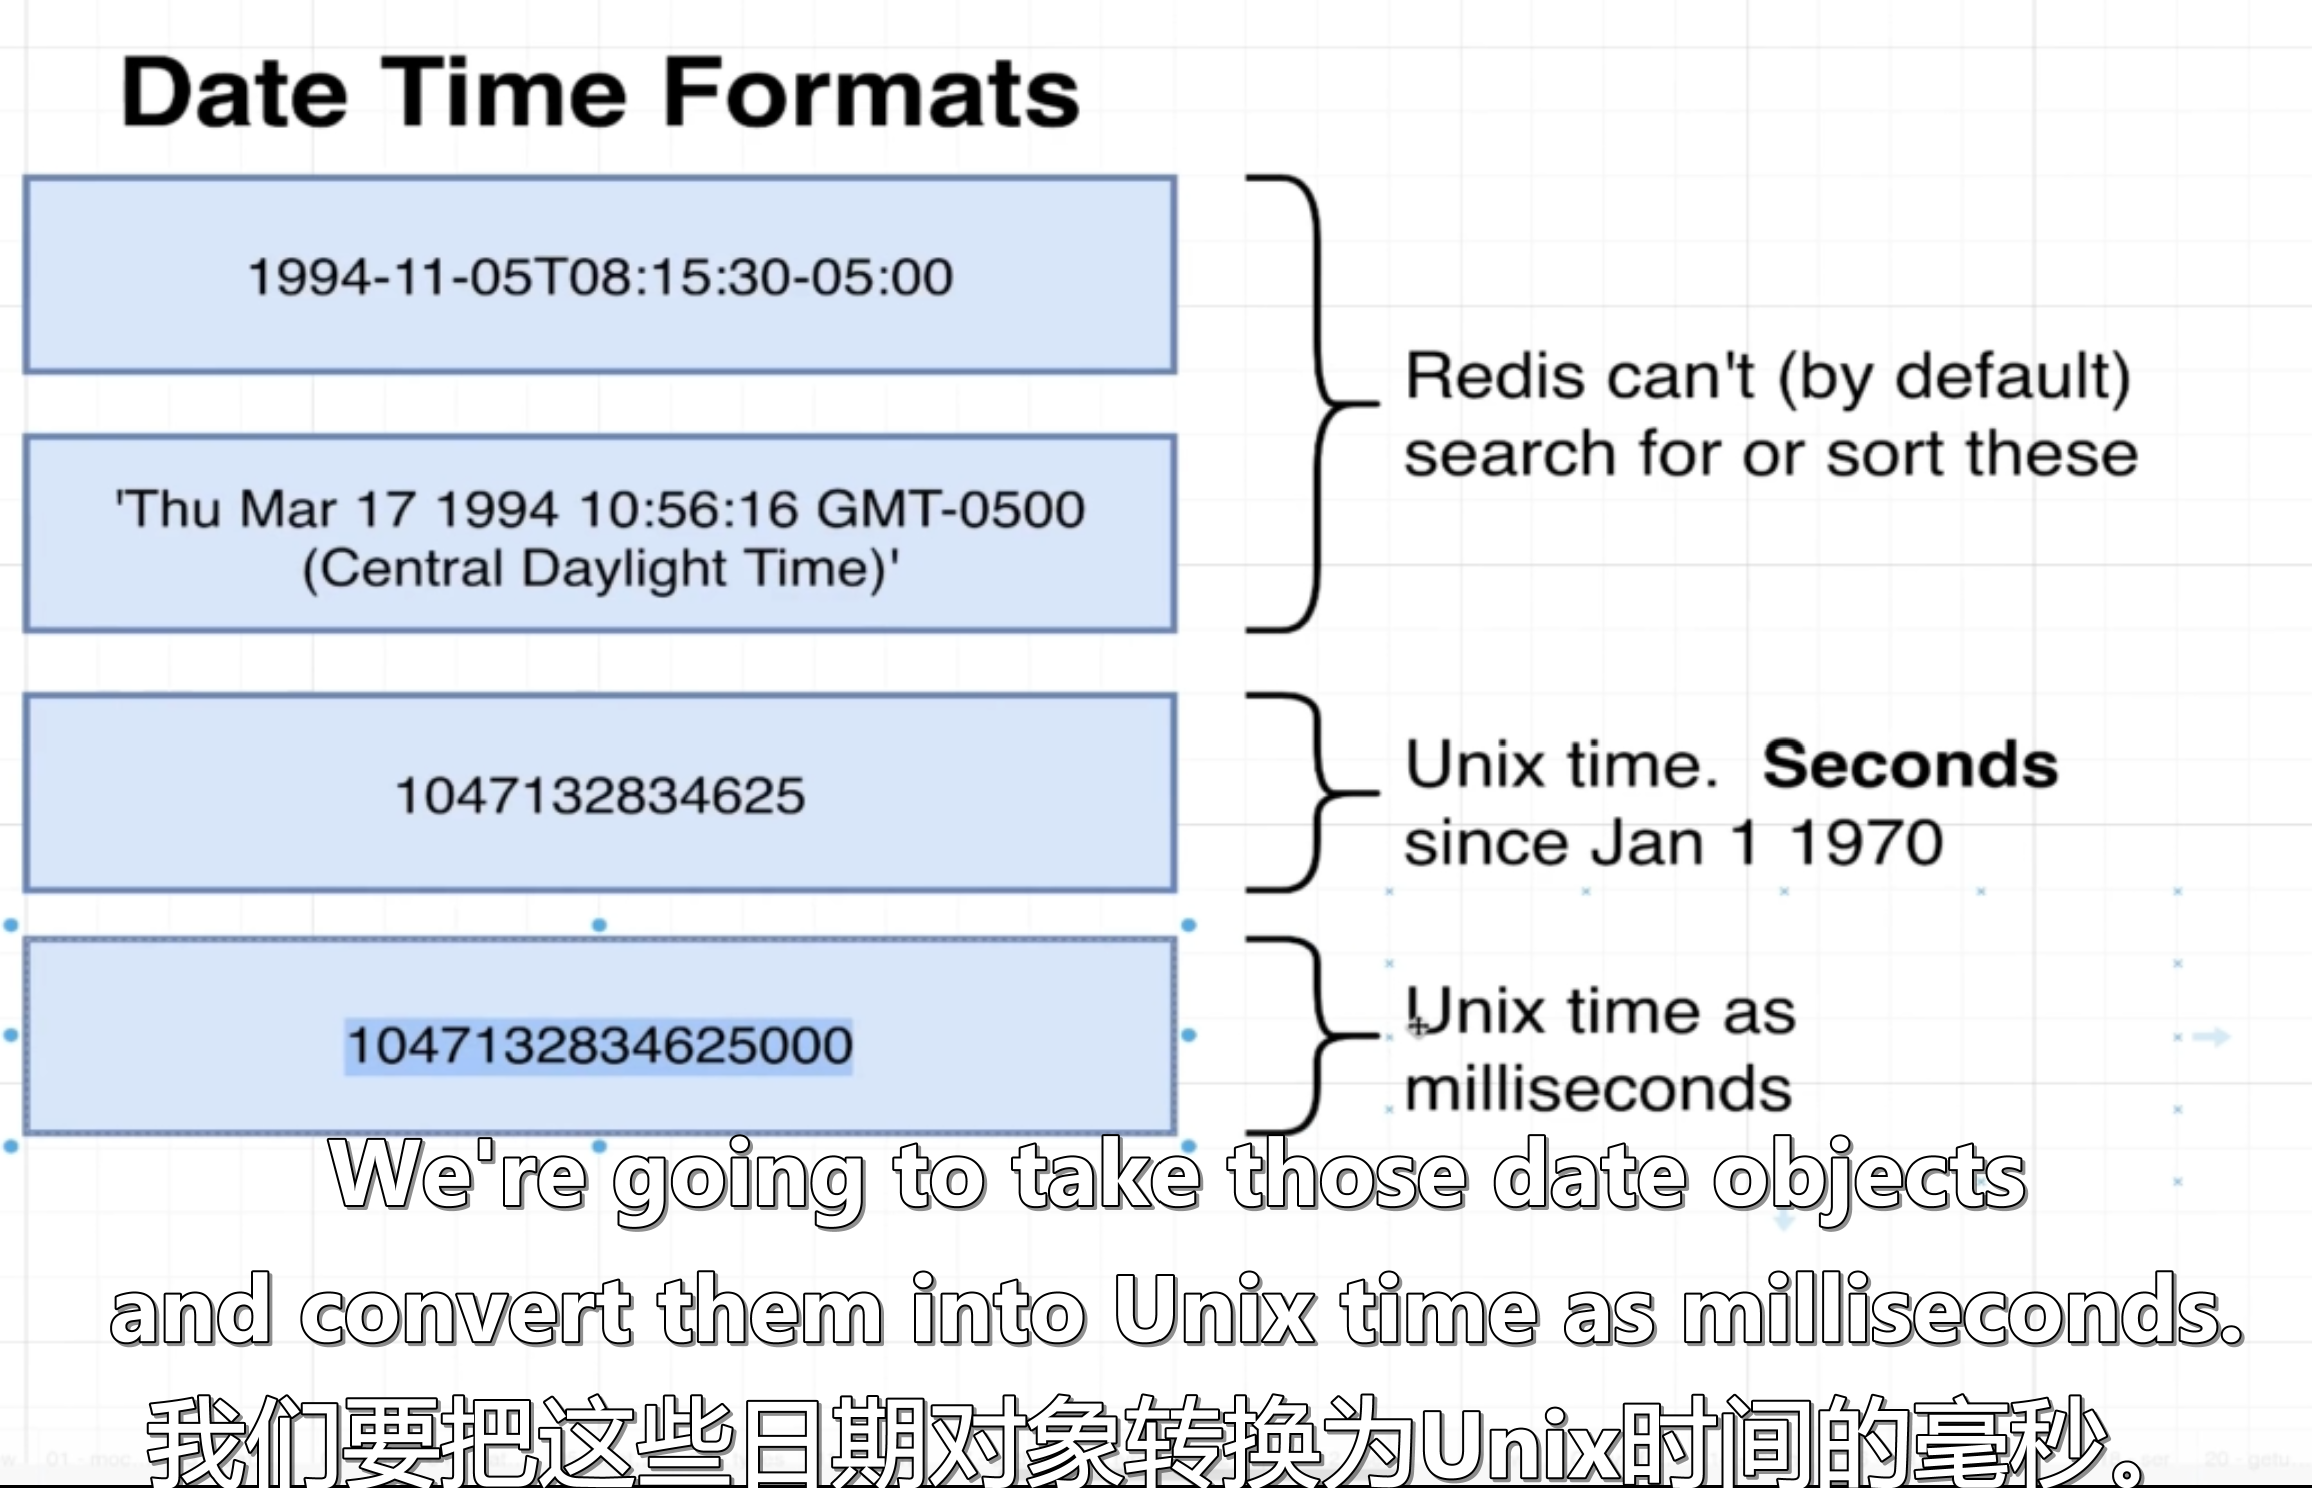 Date Time Formats
1994-11-05T08:15:30-05:00
'Thu Mar 17 1994 10:56:16 GMT-0500
(Central Daylight Time)'
Redis can't (by default)
search for or sort these
1047132834625
Unix time.  Seconds
since Jan 1 1970
1047132834625000
Unix time as
milliseconds
We're going to take those date objects
and convert them into Unix time as milliseconds.
我们要把这些日期对象转换为Unix时间的毫秒。
01 - moc
20 - getu